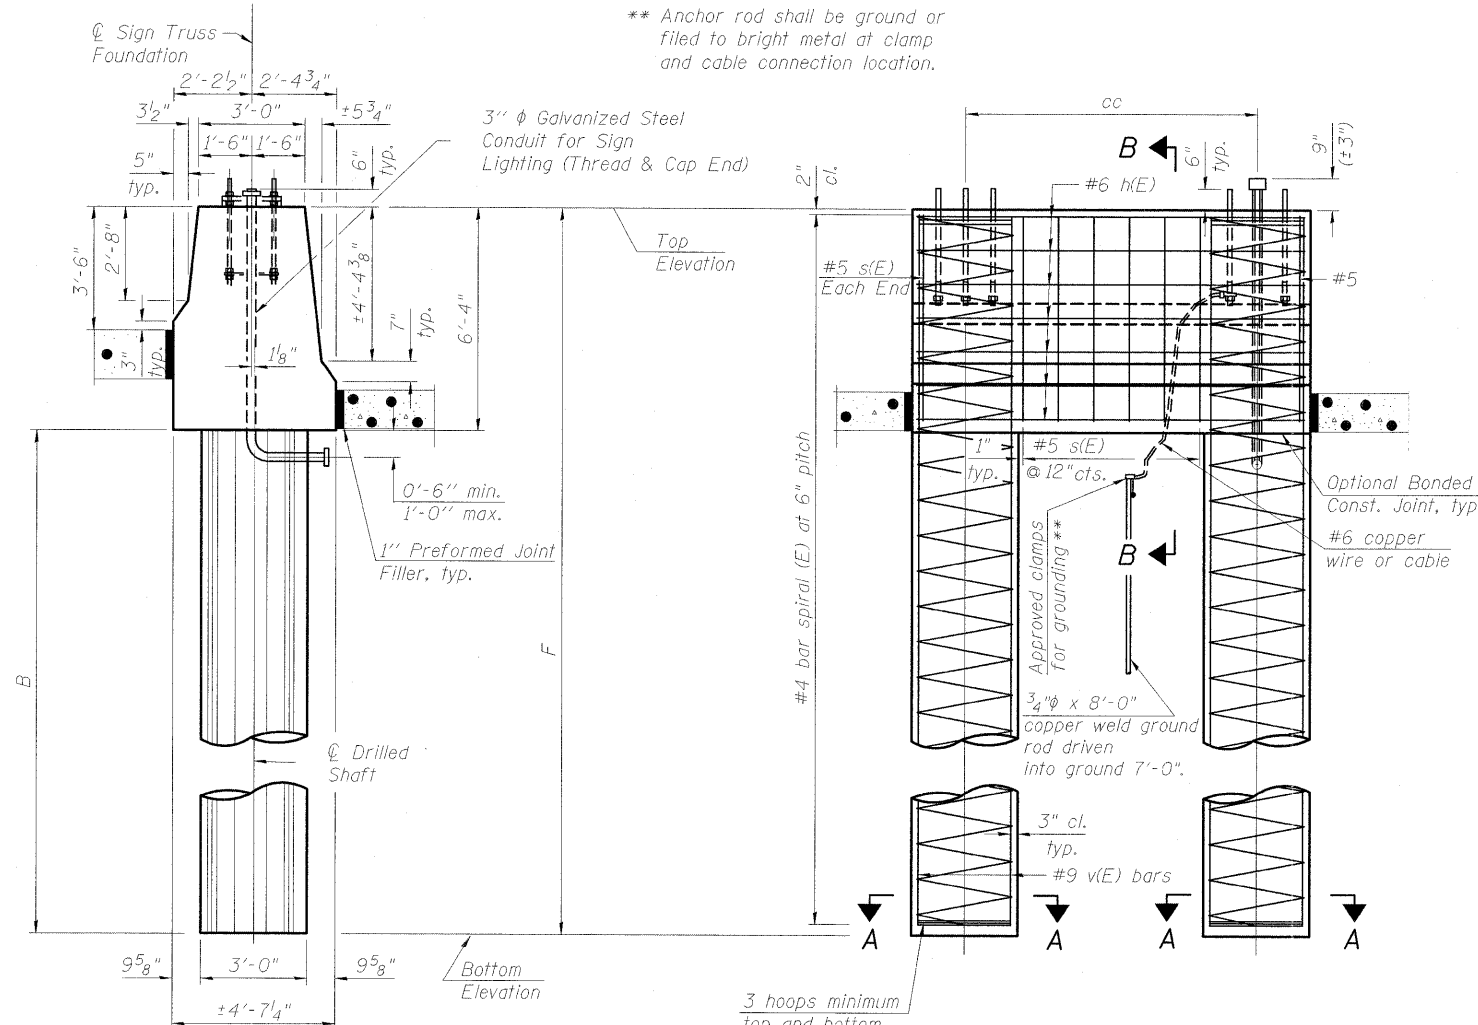 ** Anchor rod shall be ground or
filed to bright metal at clamp
and cable connection location.
℄ Sign Truss
Foundation
2'-2½" 2'-4¾"
3½" 3'-0" ±5¾"
1'-6" 1'-6"
5"
typ.
6"
typ.
3'' ϕ Galvanized Steel
Conduit for Sign
Lighting (Thread & Cap End)
3'-6"
2'-8"
3"
typ.
1⅛"
±4'-4⅜"
7"
typ.
6'-4"
Top
Elevation
0'-6'' min.
1'-0'' max.
1'' Preformed Joint
Filler, typ.
B
F
℄ Drilled
Shaft
9⅝" 3'-0" 9⅝"
±4'-7¼"
Bottom
Elevation
cc
B
6"
typ.
9"
(±3")
2"
cl.
#6 h(E)
#5 s(E)
Each End
#5
1"
typ.
#5 s(E)
@ 12"cts.
#4 bar spiral (E) at 6" pitch
Optional Bonded
Const. Joint, typ
#6 copper
wire or cable
Approved clamps
for grounding **
B
¾"ϕ x 8'-0"
copper weld ground
rod driven
into ground 7'-0".
3" cl.
typ.
#9 v(E) bars
A A A A
3 hoops minimum
top and bottom